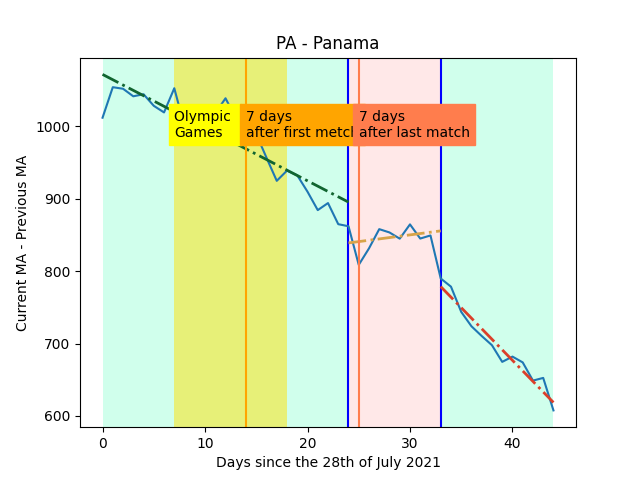 PA - Panama
Current MA - Previous MA
1000
900
800
700
600
Olympic
Games
7 days
after first metcl
7 days
after last match
0
10
20
30
40
Days since the 28th of July 2021